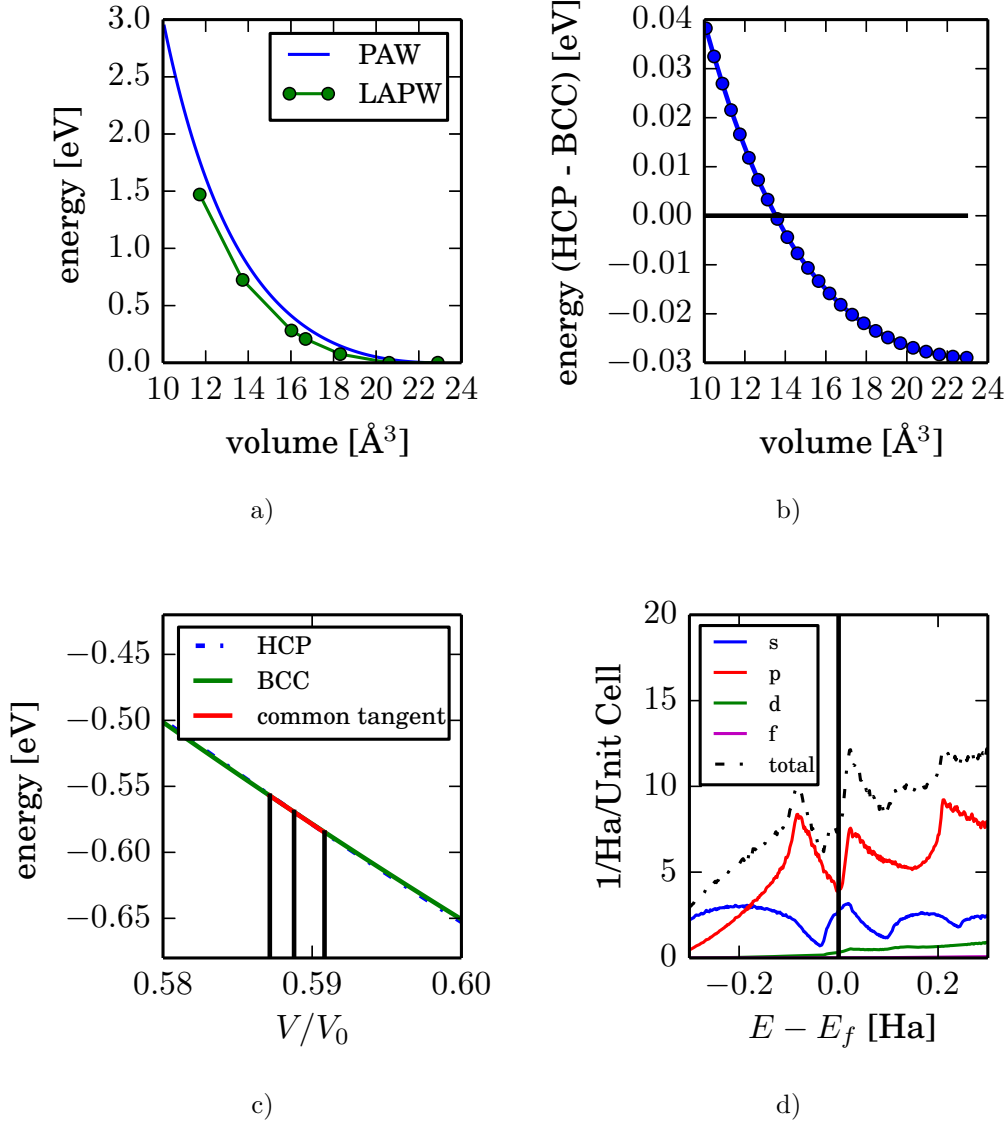 energy [eV]
3.0
2.5
2.0
1.5
1.0
0.5
0.0
10 12 14 16 18 20 22 24
volume [Å³]
PAW
LAPW
a)
energy (HCP - BCC) [eV]
0.04
0.03
0.02
0.01
0.00
−0.01
−0.02
−0.03
10 12 14 16 18 20 22 24
volume [Å³]
b)
energy [eV]
−0.45
−0.50
−0.55
−0.60
−0.65
0.58 0.59 0.60
V/V₀
HCP
BCC
common tangent
c)
1/Ha/Unit Cell
20
15
10
5
0
−0.2 0.0 0.2
E − E_f [Ha]
s
p
d
f
total
d)